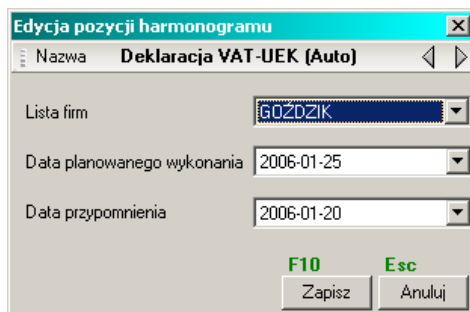 Edycja pozycji harmonogramu
Nazwa Deklaracja VAT-UEK (Auto)
Lista firm GOŹDZIK
Data planowanego wykonania 2006-01-25
Data przypomnienia 2006-01-20
F10 Esc
Zapisz Anuluj